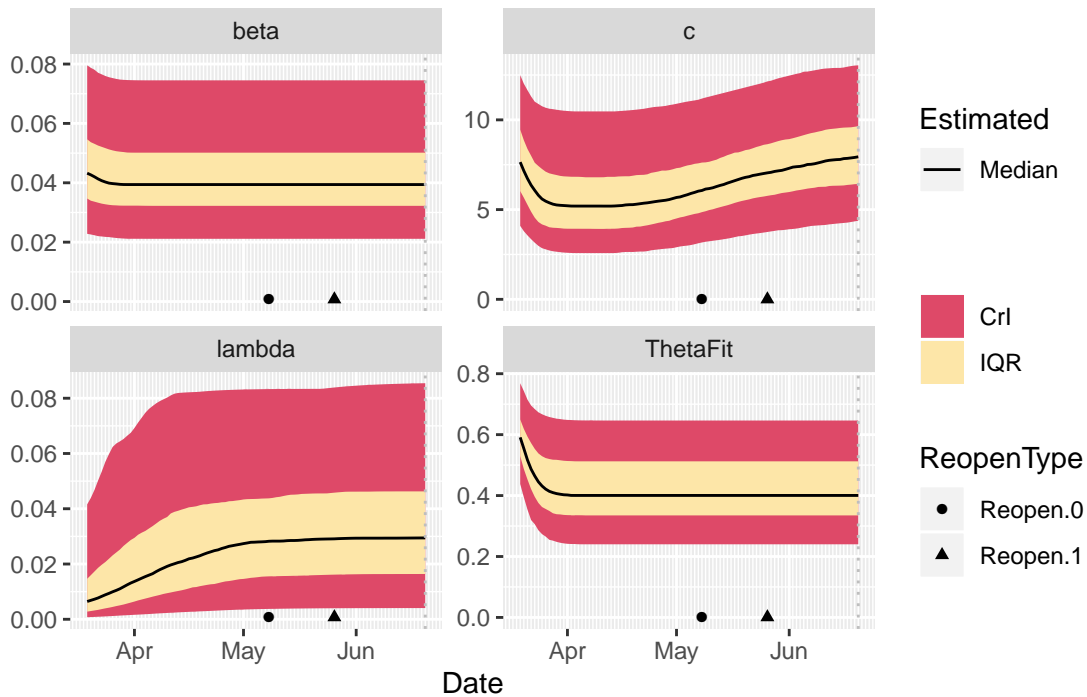 beta
0.08
0.06
0.04
0.02
0.00
c
10
5
0
lambda
0.08
0.06
0.04
0.02
0.00
Apr May Jun
ThetaFit
0.8
0.6
0.4
0.2
0.0
Apr May Jun
Date
Estimated
Median
CrI
IQR
ReopenType
Reopen.0
Reopen.1